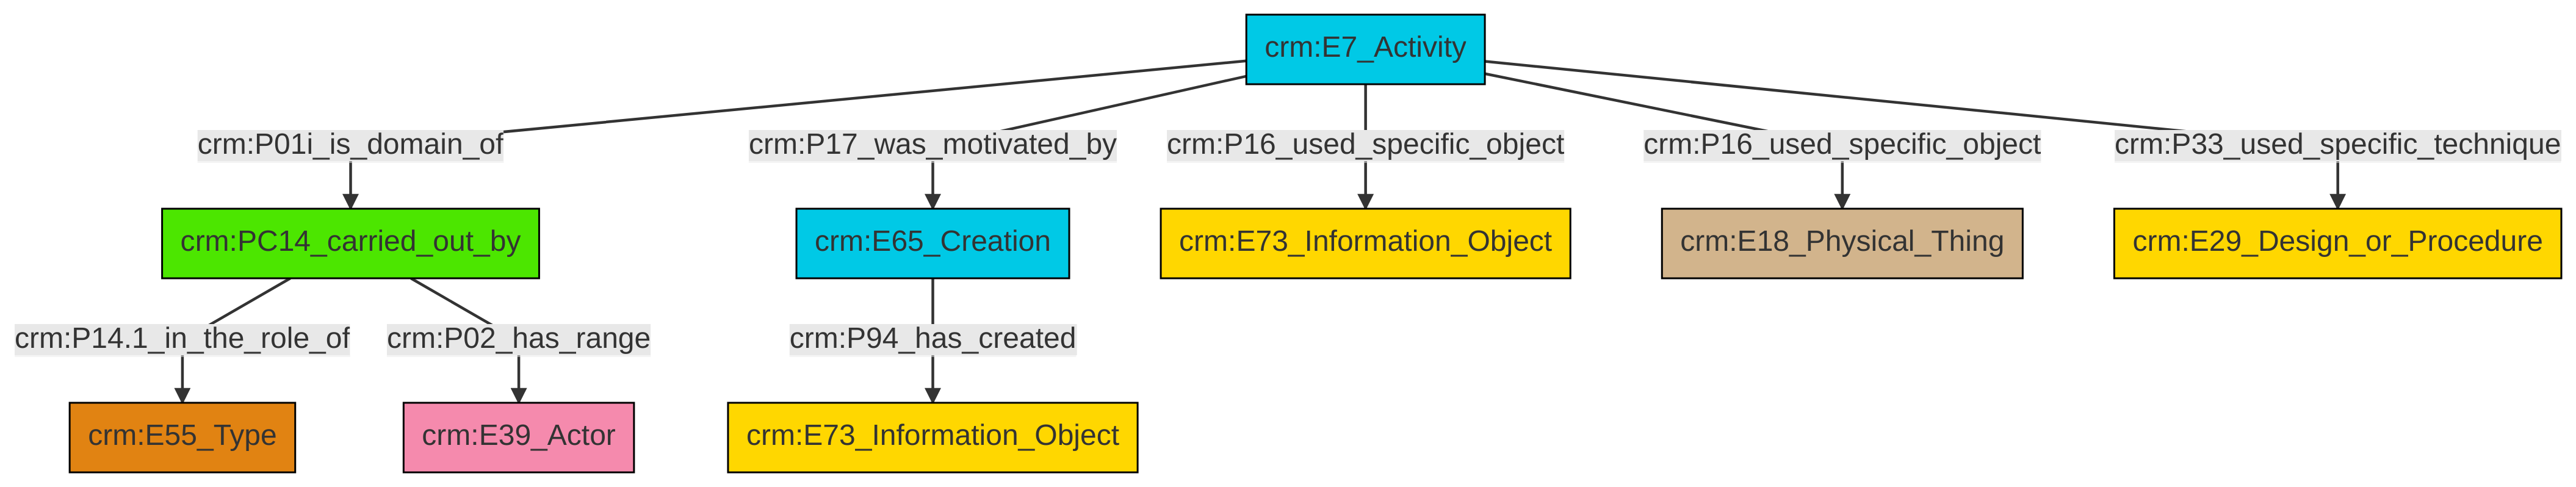 crm:E7_Activity
crm:P01i_is_domain_of
crm:P17_was_motivated_by
crm:P16_used_specific_object
crm:P16_used_specific_object
crm:P33_used_specific_technique
crm:PC14_carried_out_by
crm:E65_Creation
crm:E73_Information_Object
crm:E18_Physical_Thing
crm:E29_Design_or_Procedure
crm:P14.1_in_the_role_of
crm:P02_has_range
crm:P94_has_created
crm:E55_Type
crm:E39_Actor
crm:E73_Information_Object